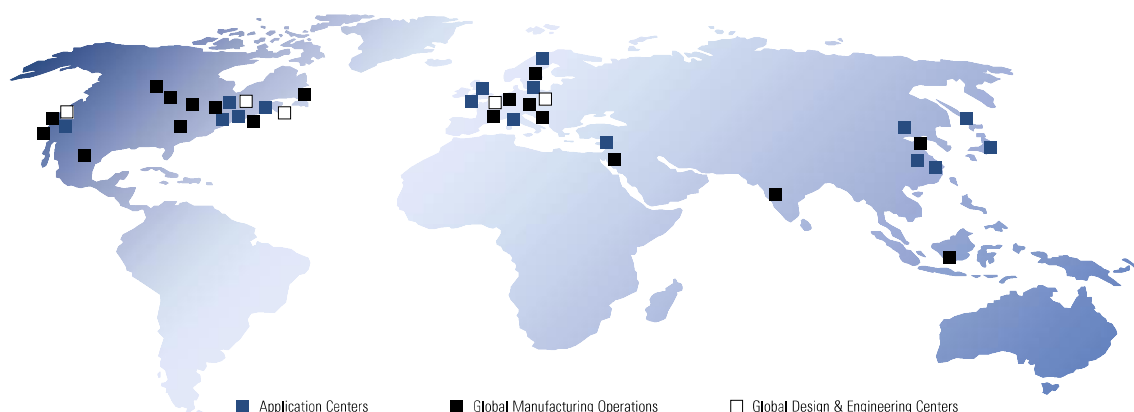 Application Centers
Global Manufacturing Operations
Global Design & Engineering Centers